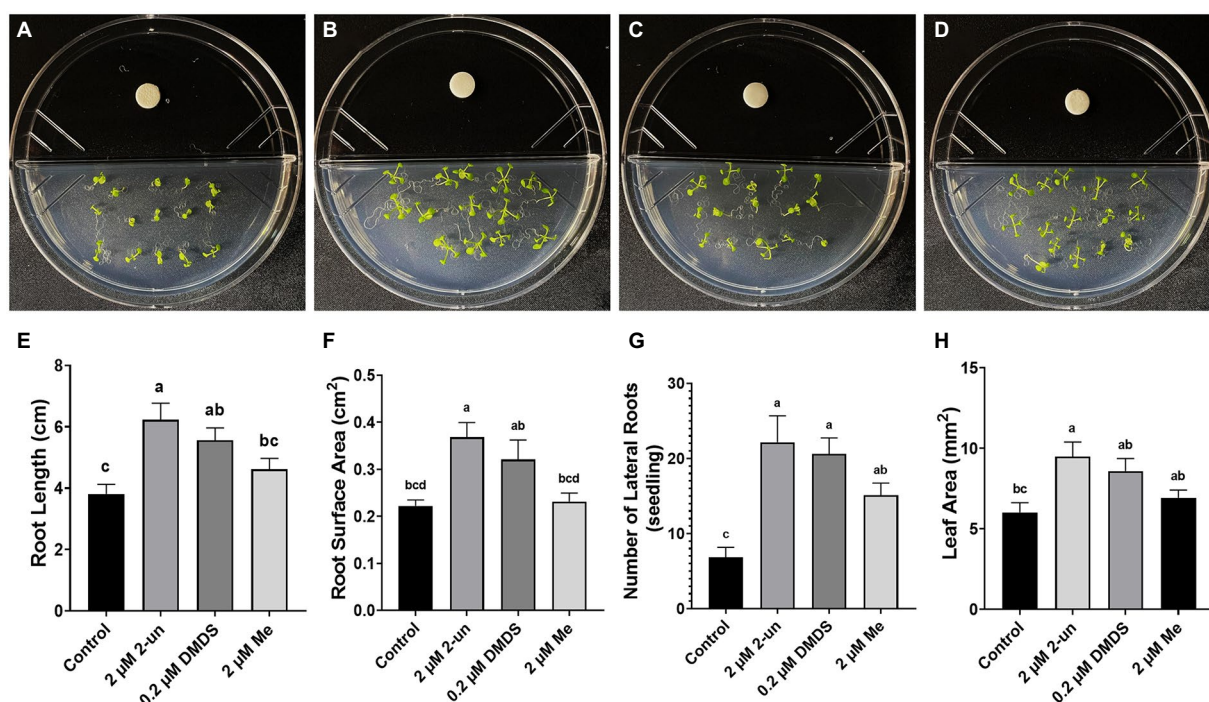 A
B
C
D
E
Root Length (cm)
8
6
4
2
0
c
a
ab
bc
Control
2 µM 2-un
0.2 µM DMDS
2 µM Me
F
Root Surface Area (cm²)
0.5
0.4
0.3
0.2
0.1
0.0
bcd
a
ab
bcd
Control
2 µM 2-un
0.2 µM DMDS
2 µM Me
G
Number of Lateral Roots
(seedling)
30
20
10
0
c
a
a
ab
Control
2 µM 2-un
0.2 µM DMDS
2 µM Me
H
Leaf Area (mm²)
15
10
5
0
bc
a
ab
ab
Control
2 µM 2-un
0.2 µM DMDS
2 µM Me